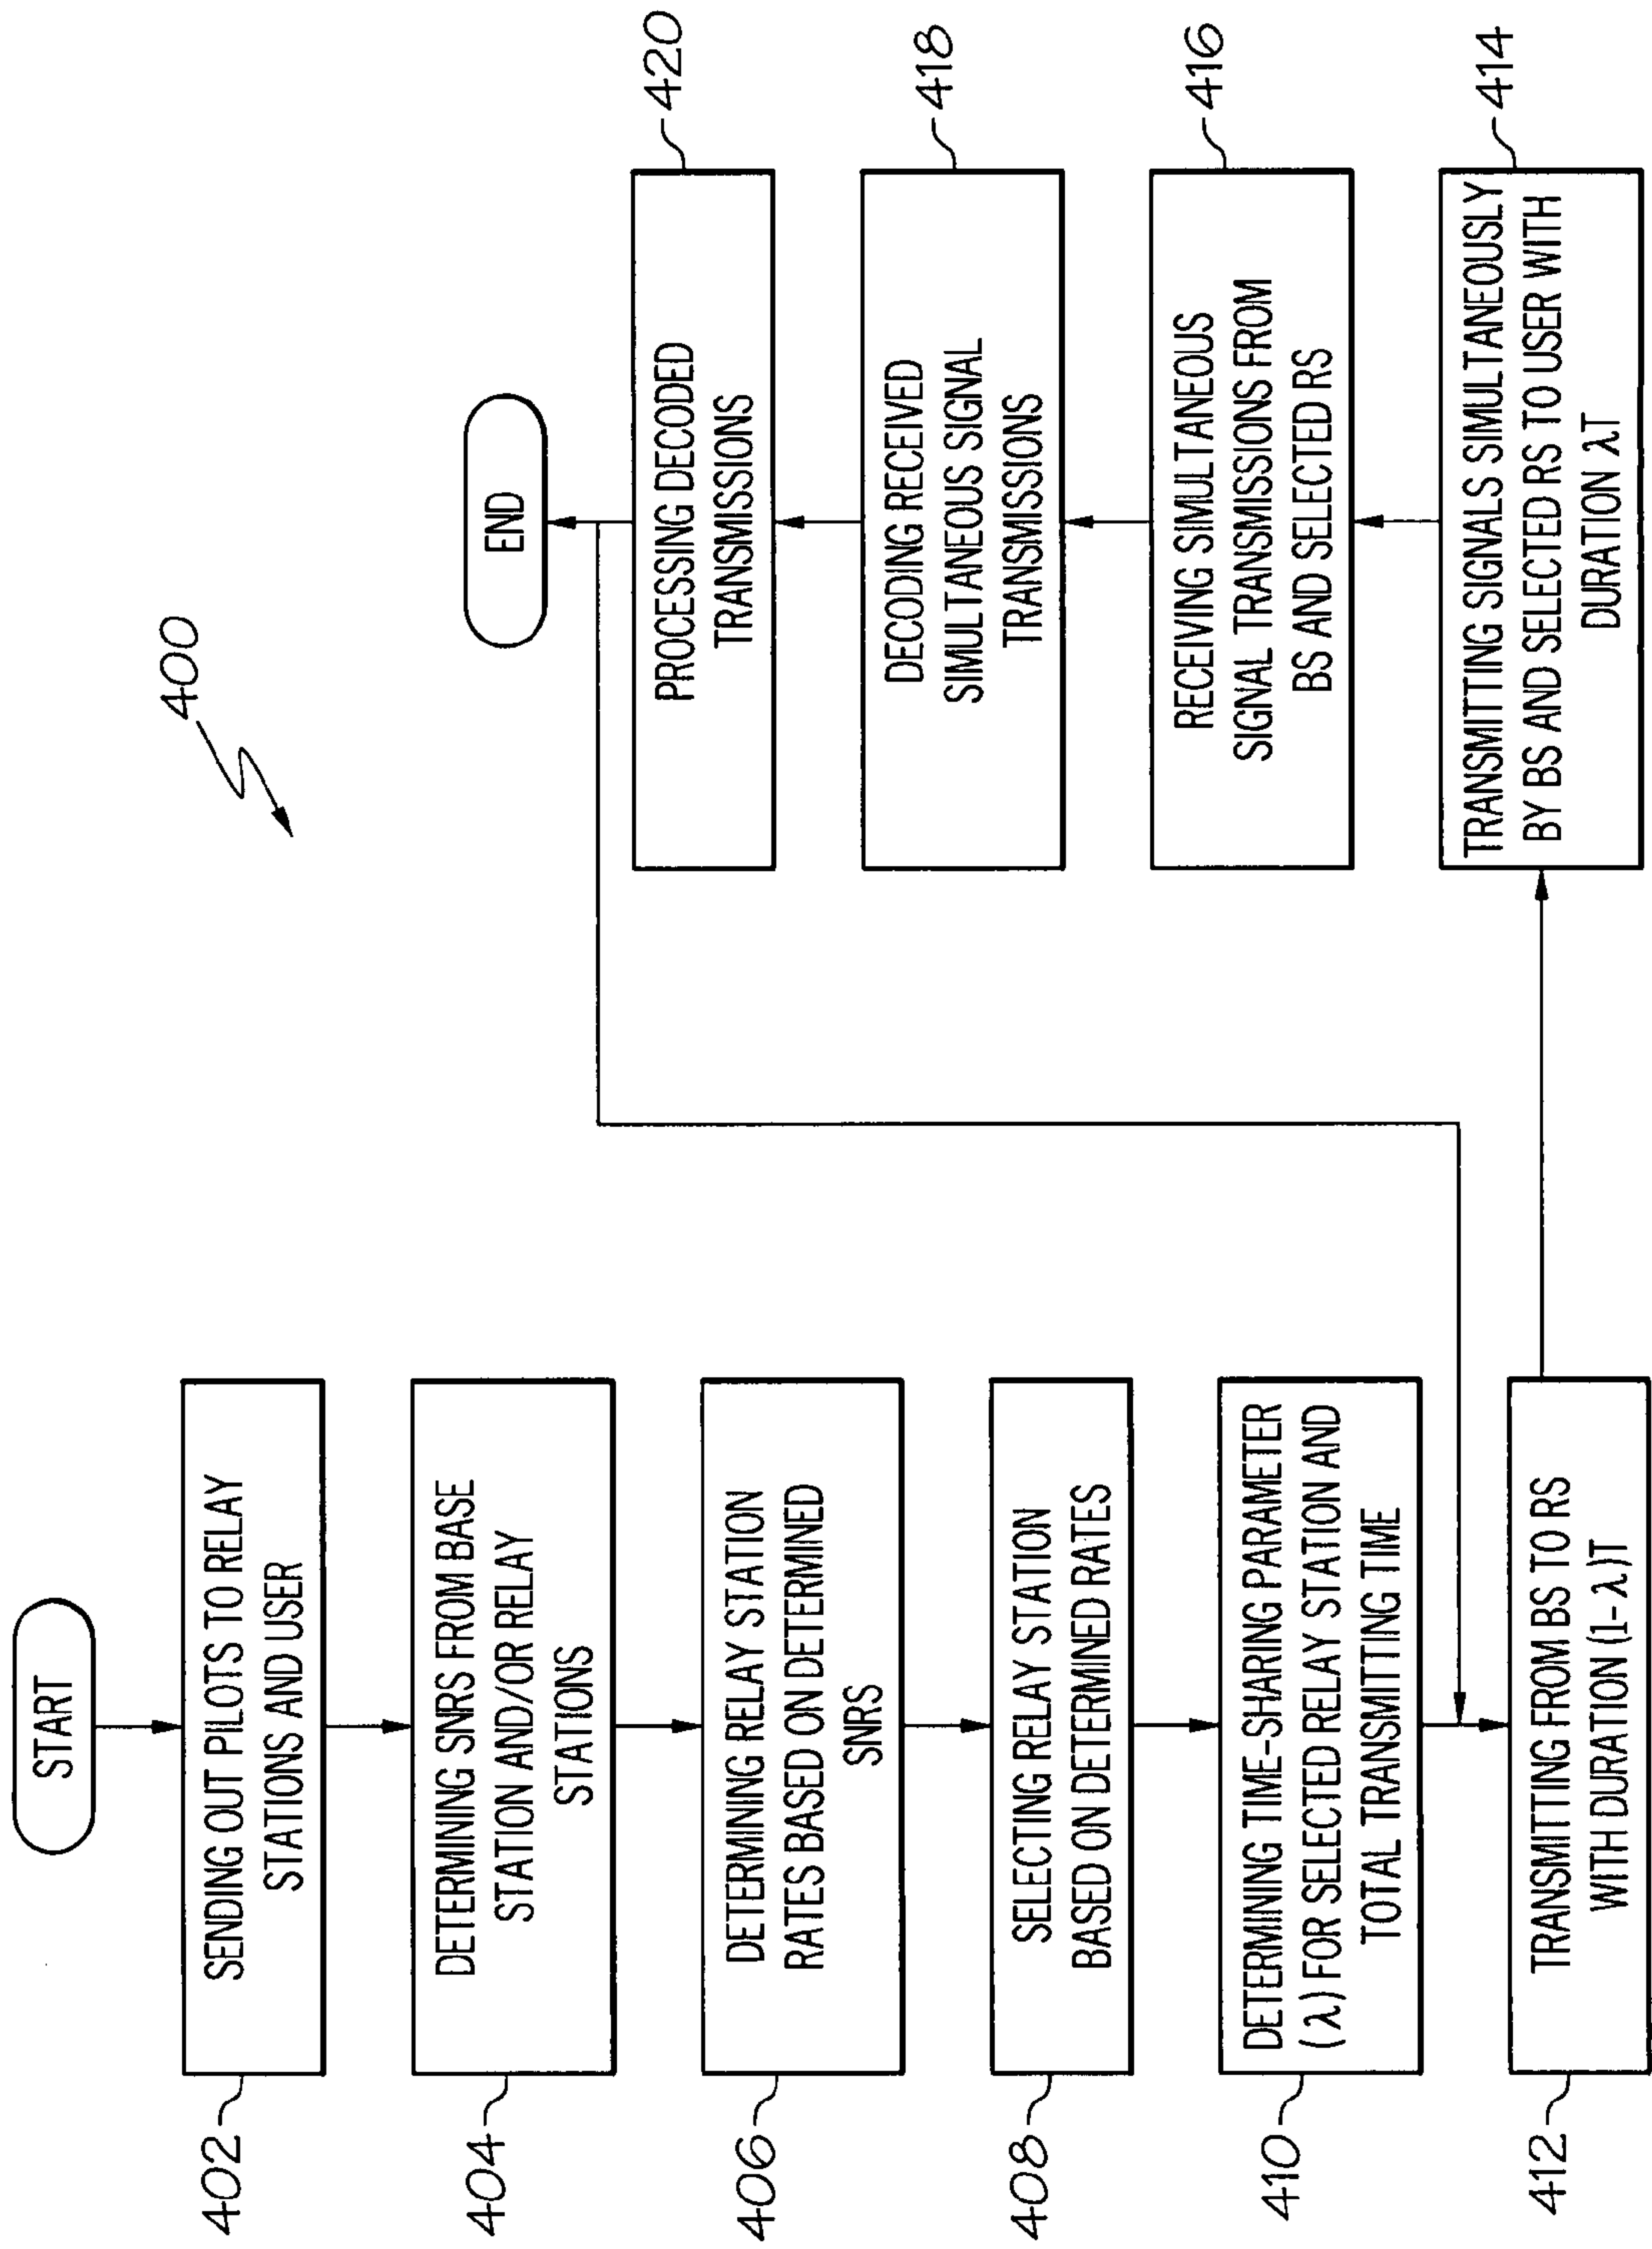 400
START
402
SENDING OUT PILOTS TO RELAY
STATIONS AND USER
404
DETERMINING SNRS FROM BASE
STATION AND/OR RELAY
STATIONS
406
DETERMINING RELAY STATION
RATES BASED ON DETERMINED
SNRS
408
SELECTING RELAY STATION
BASED ON DETERMINED RATES
410
DETERMINING TIME-SHARING PARAMETER
(λ) FOR SELECTED RELAY STATION AND
TOTAL TRANSMITTING TIME
412
TRANSMITTING FROM BS TO RS
WITH DURATION (1-λ)T
414
TRANSMITTING SIGNALS SIMULTANEOUSLY
BY BS AND SELECTED RS TO USER WITH
DURATION λT
416
RECEIVING SIMULTANEOUS
SIGNAL TRANSMISSIONS FROM
BS AND SELECTED RS
418
DECODING RECEIVED
SIMULTANEOUS SIGNAL
TRANSMISSIONS
420
PROCESSING DECODED
TRANSMISSIONS
END